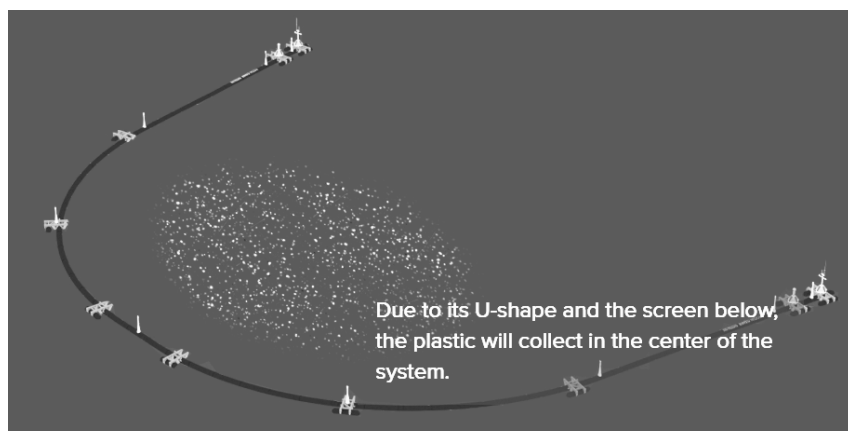 Due to its U-shape and the screen below,
the plastic will collect in the center of the
system.